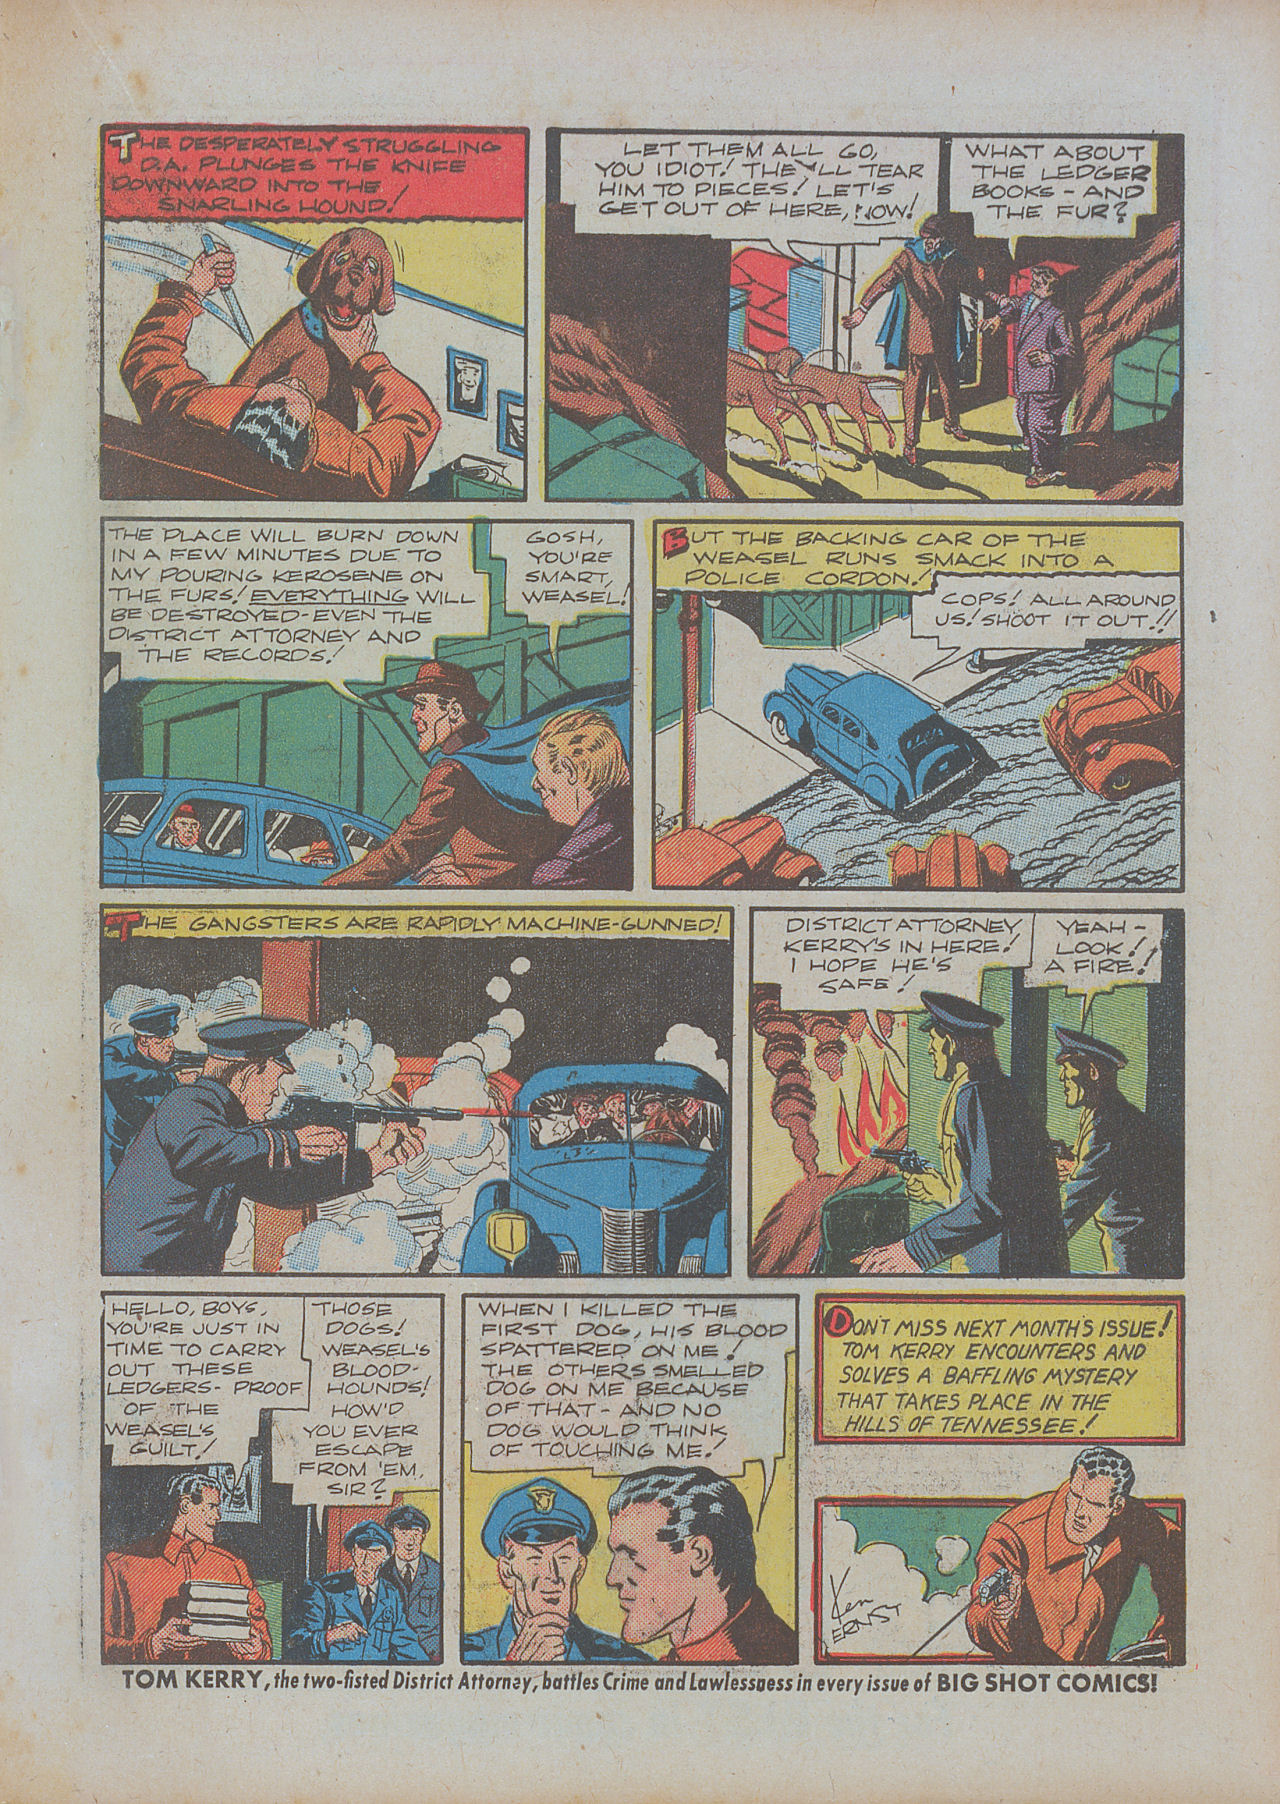 THE DESPERATELY STRUGGLING
D.A. PLUNGES THE KNIFE
DOWNWARD INTO THE
SNARLING HOUND!
LET THEM ALL GO,
YOU IDIOT! THEY'LL TEAR
HIM TO PIECES! LET'S
GET OUT OF HERE, NOW!
WHAT ABOUT
THE LEDGER
BOOKS - AND
THE FUR?
THE PLACE WILL BURN DOWN
IN A FEW MINUTES DUE TO
MY POURING KEROSENE ON
THE FURS! EVERYTHING WILL
BE DESTROYED - EVEN THE
DISTRICT ATTORNEY AND
THE RECORDS!
GOSH,
YOU'RE
SMART,
WEASEL!
BUT THE BACKING CAR OF THE
WEASEL RUNS SMACK INTO A
POLICE CORDON!
COPS! ALL AROUND
US! SHOOT IT OUT!!
THE GANGSTERS ARE RAPIDLY MACHINE-GUNNED!
DISTRICT ATTORNEY
KERRY'S IN HERE!
I HOPE HE'S
SAFE!
YEAH -
LOOK!
A FIRE!
HELLO, BOYS,
YOU'RE JUST IN
TIME TO CARRY
OUT THESE
LEDGERS - PROOF
OF THE
WEASEL'S
GUILT!
THOSE
DOGS!
WEASEL'S
BLOOD-
HOUNDS!
HOW'D
YOU EVER
ESCAPE
FROM 'EM,
SIR?
WHEN I KILLED THE
FIRST DOG, HIS BLOOD
SPATTERED ON ME!
THE OTHERS SMELLED
DOG ON ME BECAUSE
OF THAT - AND NO
DOG WOULD THINK
OF TOUCHING ME!
DON'T MISS NEXT MONTH'S ISSUE!
TOM KERRY ENCOUNTERS AND
SOLVES A BAFFLING MYSTERY
THAT TAKES PLACE IN THE
HILLS OF TENNESSEE!
Ken
ERNST
TOM KERRY, the two-fisted District Attorney, battles Crime and Lawlessness in every issue of BIG SHOT COMICS!